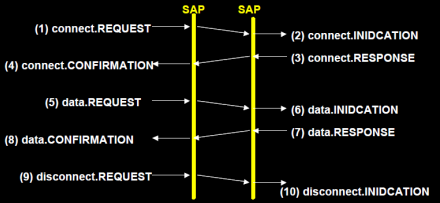 SAP SAP
(1) connect.REQUEST
(2) connect.INIDCATION
(3) connect.RESPONSE
(4) connect.CONFIRMATION
(5) data.REQUEST
(6) data.INIDCATION
(7) data.RESPONSE
(8) data.CONFIRMATION
(9) disconnect.REQUEST
(10) disconnect.INIDCATION